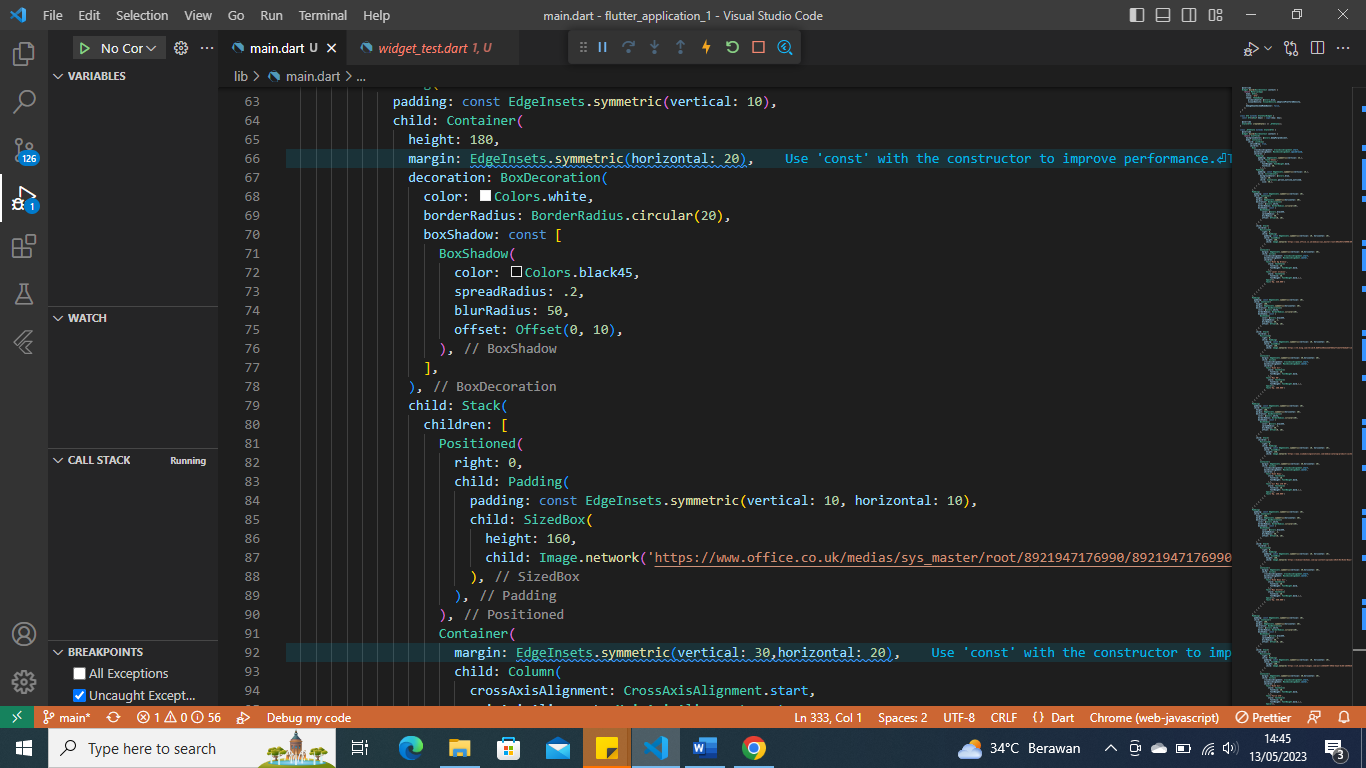 File Edit Selection View Go Run Terminal Help main.dart - flutter_application_1 - Visual Studio Code
No Cor main.dart U widget_test.dart 1, U
lib > main.dart > ...
VARIABLES
WATCH
CALL STACK Running
BREAKPOINTS
All Exceptions
Uncaught Except...
126
1
63 padding: const EdgeInsets.symmetric(vertical: 10),
64 child: Container(
65 height: 180,
66 margin: EdgeInsets.symmetric(horizontal: 20), Use 'const' with the constructor to improve performance.
67 decoration: BoxDecoration(
68 color: Colors.white,
69 borderRadius: BorderRadius.circular(20),
70 boxShadow: const [
71 BoxShadow(
72 color: Colors.black45,
73 spreadRadius: .2,
74 blurRadius: 50,
75 offset: Offset(0, 10),
76 ), // BoxShadow
77 ],
78 ), // BoxDecoration
79 child: Stack(
80 children: [
81 Positioned(
82 right: 0,
83 child: Padding(
84 padding: const EdgeInsets.symmetric(vertical: 10, horizontal: 10),
85 child: SizedBox(
86 height: 160,
87 child: Image.network('https://www.office.co.uk/medias/sys_master/root/8921947176990/8921947176990
88 ), // SizedBox
89 ), // Padding
90 ), // Positioned
91 Container(
92 margin: EdgeInsets.symmetric(vertical: 30,horizontal: 20), Use 'const' with the constructor to imp
93 child: Column(
94 crossAxisAlignment: CrossAxisAlignment.start,
main* 1 0 56 Debug my code Ln 333, Col 1 Spaces: 2 UTF-8 CRLF {} Dart Chrome (web-javascript) Prettier
Type here to search 34°C Berawan 14:45
13/05/2023 3